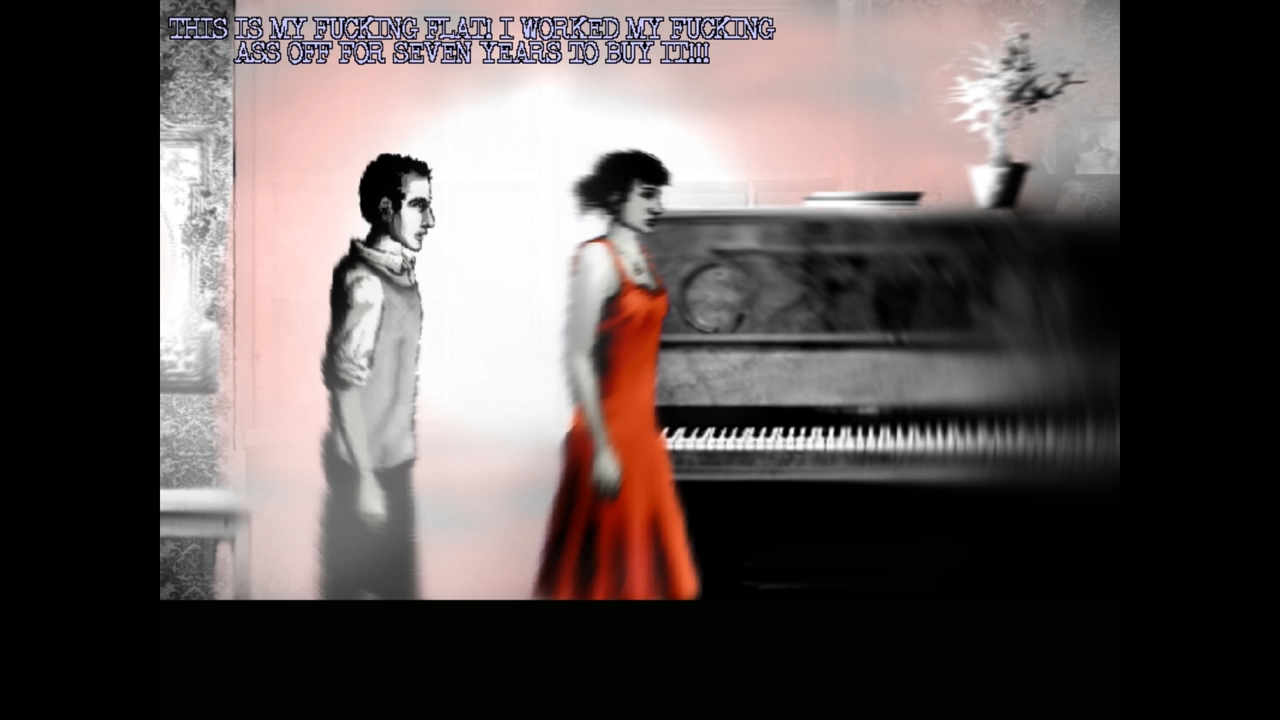 THIS IS MY FUCKING FLAT! I WORKED MY FUCKING
ASS OFF FOR SEVEN YEARS TO BUY IT!!!